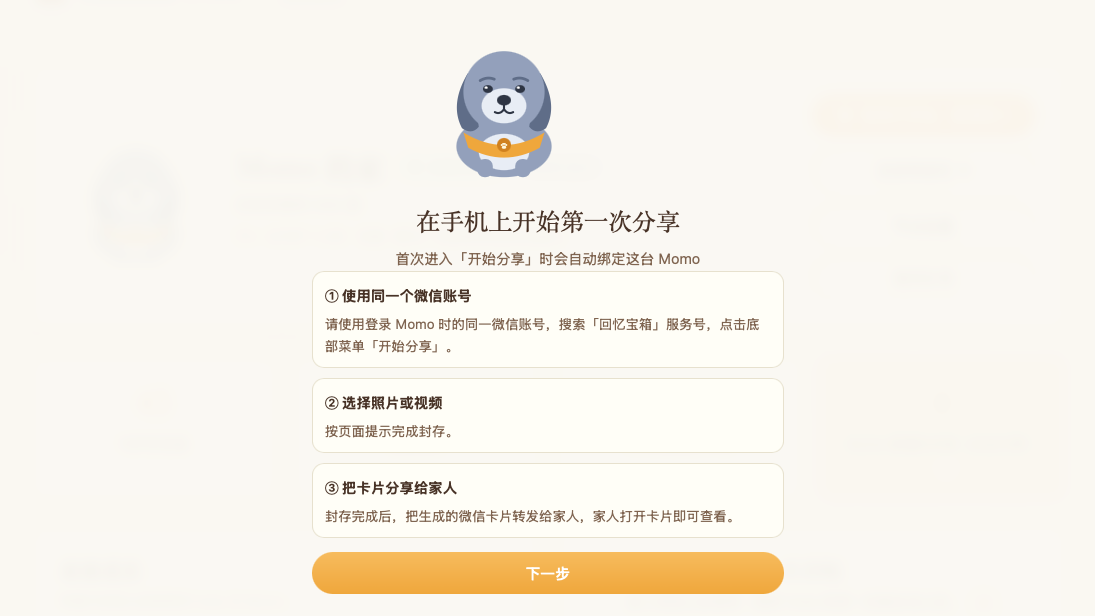 在手机上开始第一次分享
首次进入「开始分享」时会自动绑定这台 Momo
① 使用同一个微信账号
请使用登录 Momo 时的同一微信账号，搜索「回忆宝箱」服务号，点击底
部菜单「开始分享」。
② 选择照片或视频
按页面提示完成封存。
③ 把卡片分享给家人
封存完成后，把生成的微信卡片转发给家人，家人打开卡片即可查看。
下一步